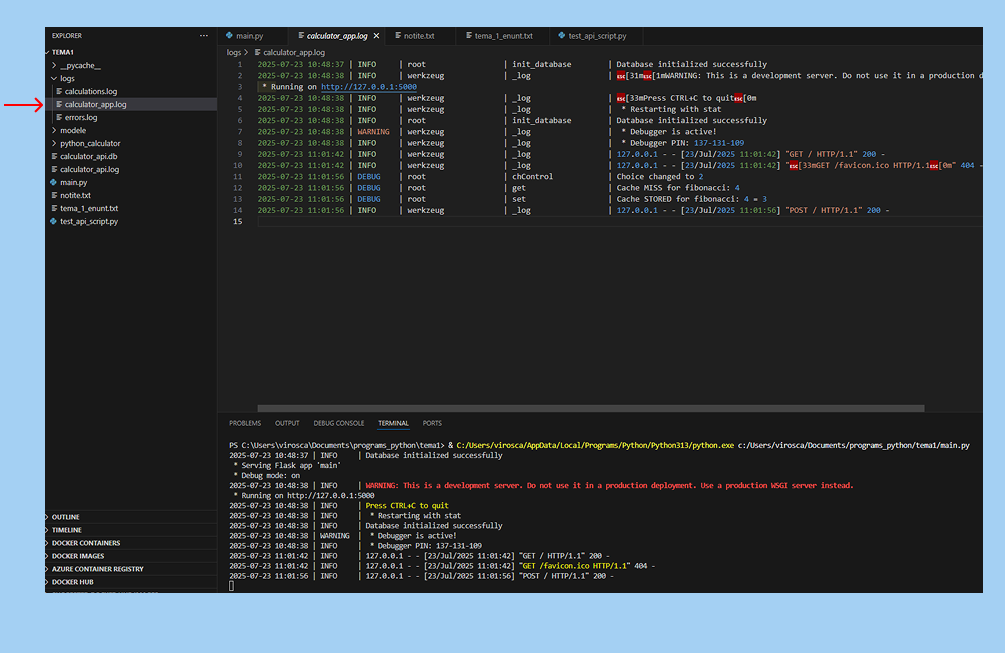 EXPLORER ···
TEMA1
__pycache__
logs
calculations.log
calculator_app.log
errors.log
modele
python_calculator
calculator_api.db
calculator_api.log
main.py
notite.txt
tema_1_enunt.txt
test_api_script.py
OUTLINE
TIMELINE
DOCKER CONTAINERS
DOCKER IMAGES
AZURE CONTAINER REGISTRY
DOCKER HUB
main.py calculator_app.log notite.txt tema_1_enunt.txt test_api_script.py
logs > calculator_app.log
1 2025-07-23 10:48:37 | INFO | root | init_database | Database initialized successfully
2 2025-07-23 10:48:38 | INFO | werkzeug | _log | ESC[31mESC[1mWARNING: This is a development server. Do not use it in a production d
3 * Running on http://127.0.0.1:5000
4 2025-07-23 10:48:38 | INFO | werkzeug | _log | ESC[33mPress CTRL+C to quitESC[0m
5 2025-07-23 10:48:38 | INFO | werkzeug | _log | * Restarting with stat
6 2025-07-23 10:48:38 | INFO | root | init_database | Database initialized successfully
7 2025-07-23 10:48:38 | WARNING | werkzeug | _log | * Debugger is active!
8 2025-07-23 10:48:38 | INFO | werkzeug | _log | * Debugger PIN: 137-131-109
9 2025-07-23 11:01:42 | INFO | werkzeug | _log | 127.0.0.1 - - [23/Jul/2025 11:01:42] "GET / HTTP/1.1" 200 -
10 2025-07-23 11:01:42 | INFO | werkzeug | _log | 127.0.0.1 - - [23/Jul/2025 11:01:42] "ESC[33mGET /favicon.ico HTTP/1.1ESC[0m" 404 -
11 2025-07-23 11:01:56 | DEBUG | root | chControl | Choice changed to 2
12 2025-07-23 11:01:56 | DEBUG | root | get | Cache MISS for fibonacci: 4
13 2025-07-23 11:01:56 | DEBUG | root | set | Cache STORED for fibonacci: 4 = 3
14 2025-07-23 11:01:56 | INFO | werkzeug | _log | 127.0.0.1 - - [23/Jul/2025 11:01:56] "POST / HTTP/1.1" 200 -
15
PROBLEMS OUTPUT DEBUG CONSOLE TERMINAL PORTS
PS C:\Users\virosca\Documents\programs_python\tema1> & C:/Users/virosca/AppData/Local/Programs/Python/Python313/python.exe c:/Users/virosca/Documents/programs_python/tema1/main.py
2025-07-23 10:48:37 | INFO | Database initialized successfully
* Serving Flask app 'main'
* Debug mode: on
2025-07-23 10:48:38 | INFO | WARNING: This is a development server. Do not use it in a production deployment. Use a production WSGI server instead.
* Running on http://127.0.0.1:5000
2025-07-23 10:48:38 | INFO | Press CTRL+C to quit
2025-07-23 10:48:38 | INFO | * Restarting with stat
2025-07-23 10:48:38 | INFO | Database initialized successfully
2025-07-23 10:48:38 | WARNING | * Debugger is active!
2025-07-23 10:48:38 | INFO | * Debugger PIN: 137-131-109
2025-07-23 11:01:42 | INFO | 127.0.0.1 - - [23/Jul/2025 11:01:42] "GET / HTTP/1.1" 200 -
2025-07-23 11:01:42 | INFO | 127.0.0.1 - - [23/Jul/2025 11:01:42] "GET /favicon.ico HTTP/1.1" 404 -
2025-07-23 11:01:56 | INFO | 127.0.0.1 - - [23/Jul/2025 11:01:56] "POST / HTTP/1.1" 200 -